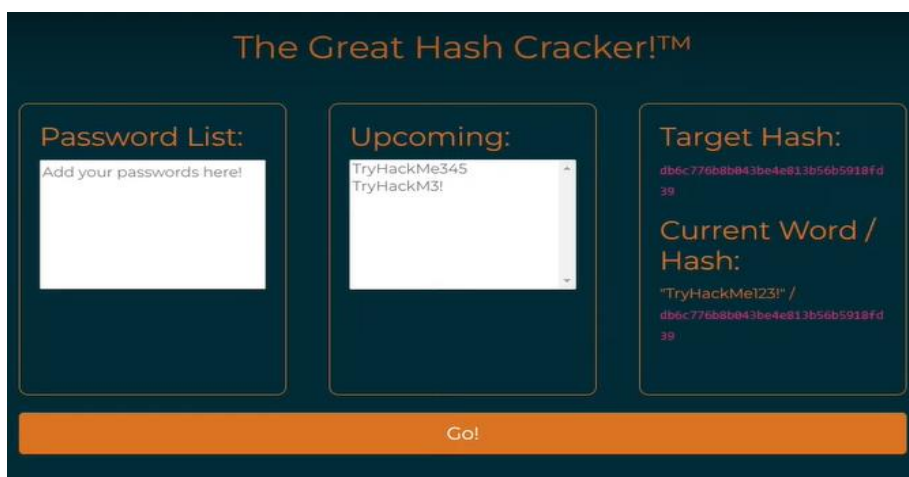 The Great Hash Cracker!™
Password List:
Add your passwords here!
Upcoming:
TryHackMe345
TryHackM3!
Target Hash:
db6c776b8b043be4e813b56b5918fd
39
Current Word /
Hash:
"TryHackMe123!" /
db6c776b8b043be4e813b56b5918fd
39
Go!